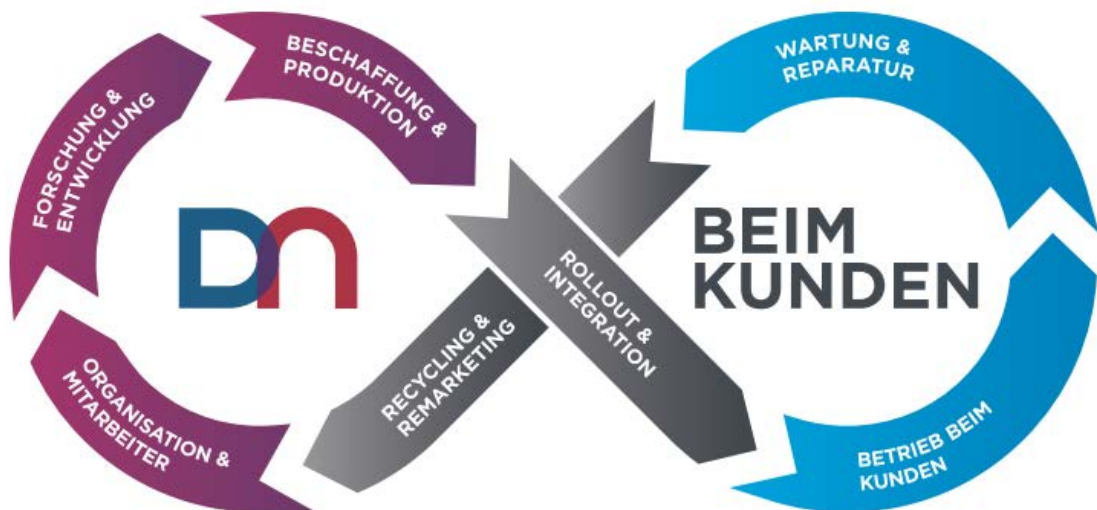 BESCHAFFUNG &
PRODUKTION
WARTUNG &
REPARATUR
FORSCHUNG &
ENTWICKLUNG
DN
BEIM
KUNDEN
ROLLOUT &
INTEGRATION
RECYCLING &
REMARKETING
ORGANISATION &
MITARBEITER
BETRIEB BEIM
KUNDEN